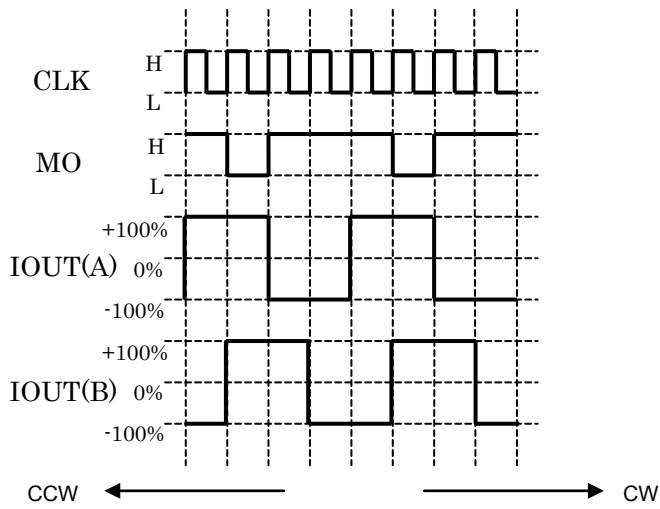 H
CLK
L
H
MO
L
+100%
IOUT(A) 0%
-100%
+100%
IOUT(B) 0%
-100%
CCW CW